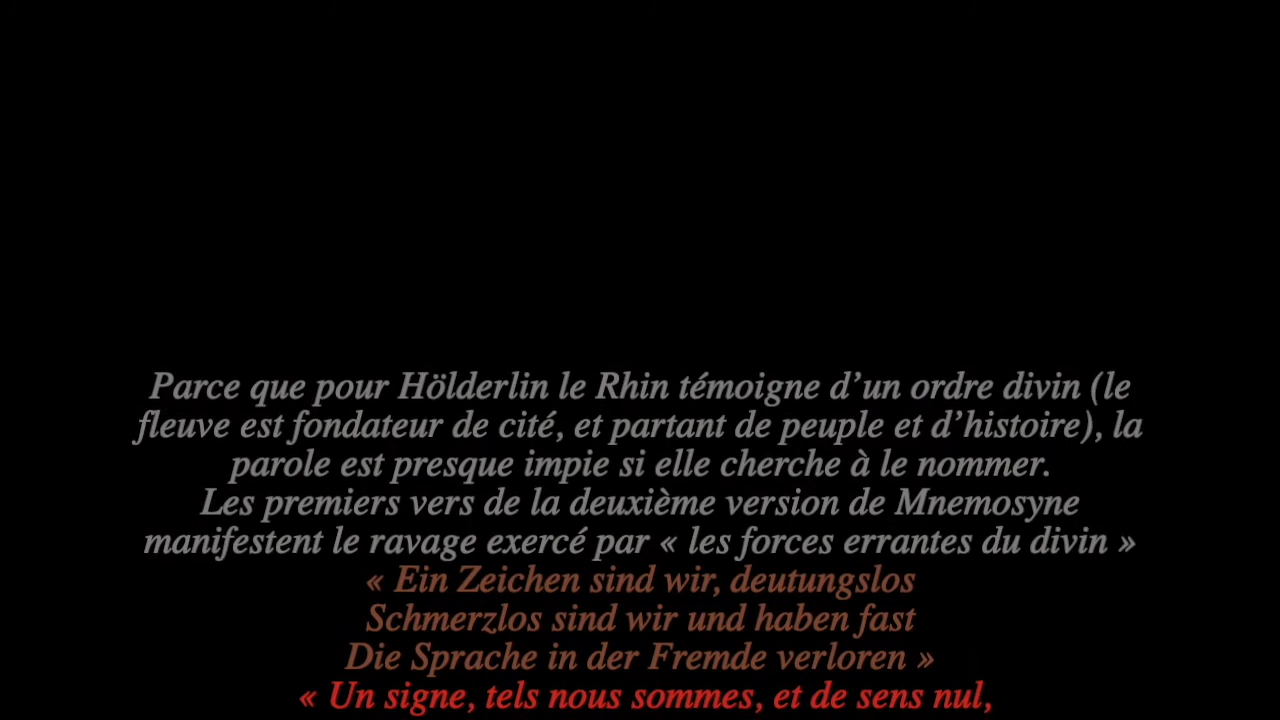 Parce que pour Hölderlin le Rhin témoigne d’un ordre divin (le
fleuve est fondateur de cité, et partant de peuple et d’histoire), la
parole est presque impie si elle cherche à le nommer.
Les premiers vers de la deuxième version de Mnemosyne
manifestent le ravage exercé par « les forces errantes du divin »
« Ein Zeichen sind wir, deutungslos
Schmerzlos sind wir und haben fast
Die Sprache in der Fremde verloren »
« Un signe, tels nous sommes, et de sens nul,